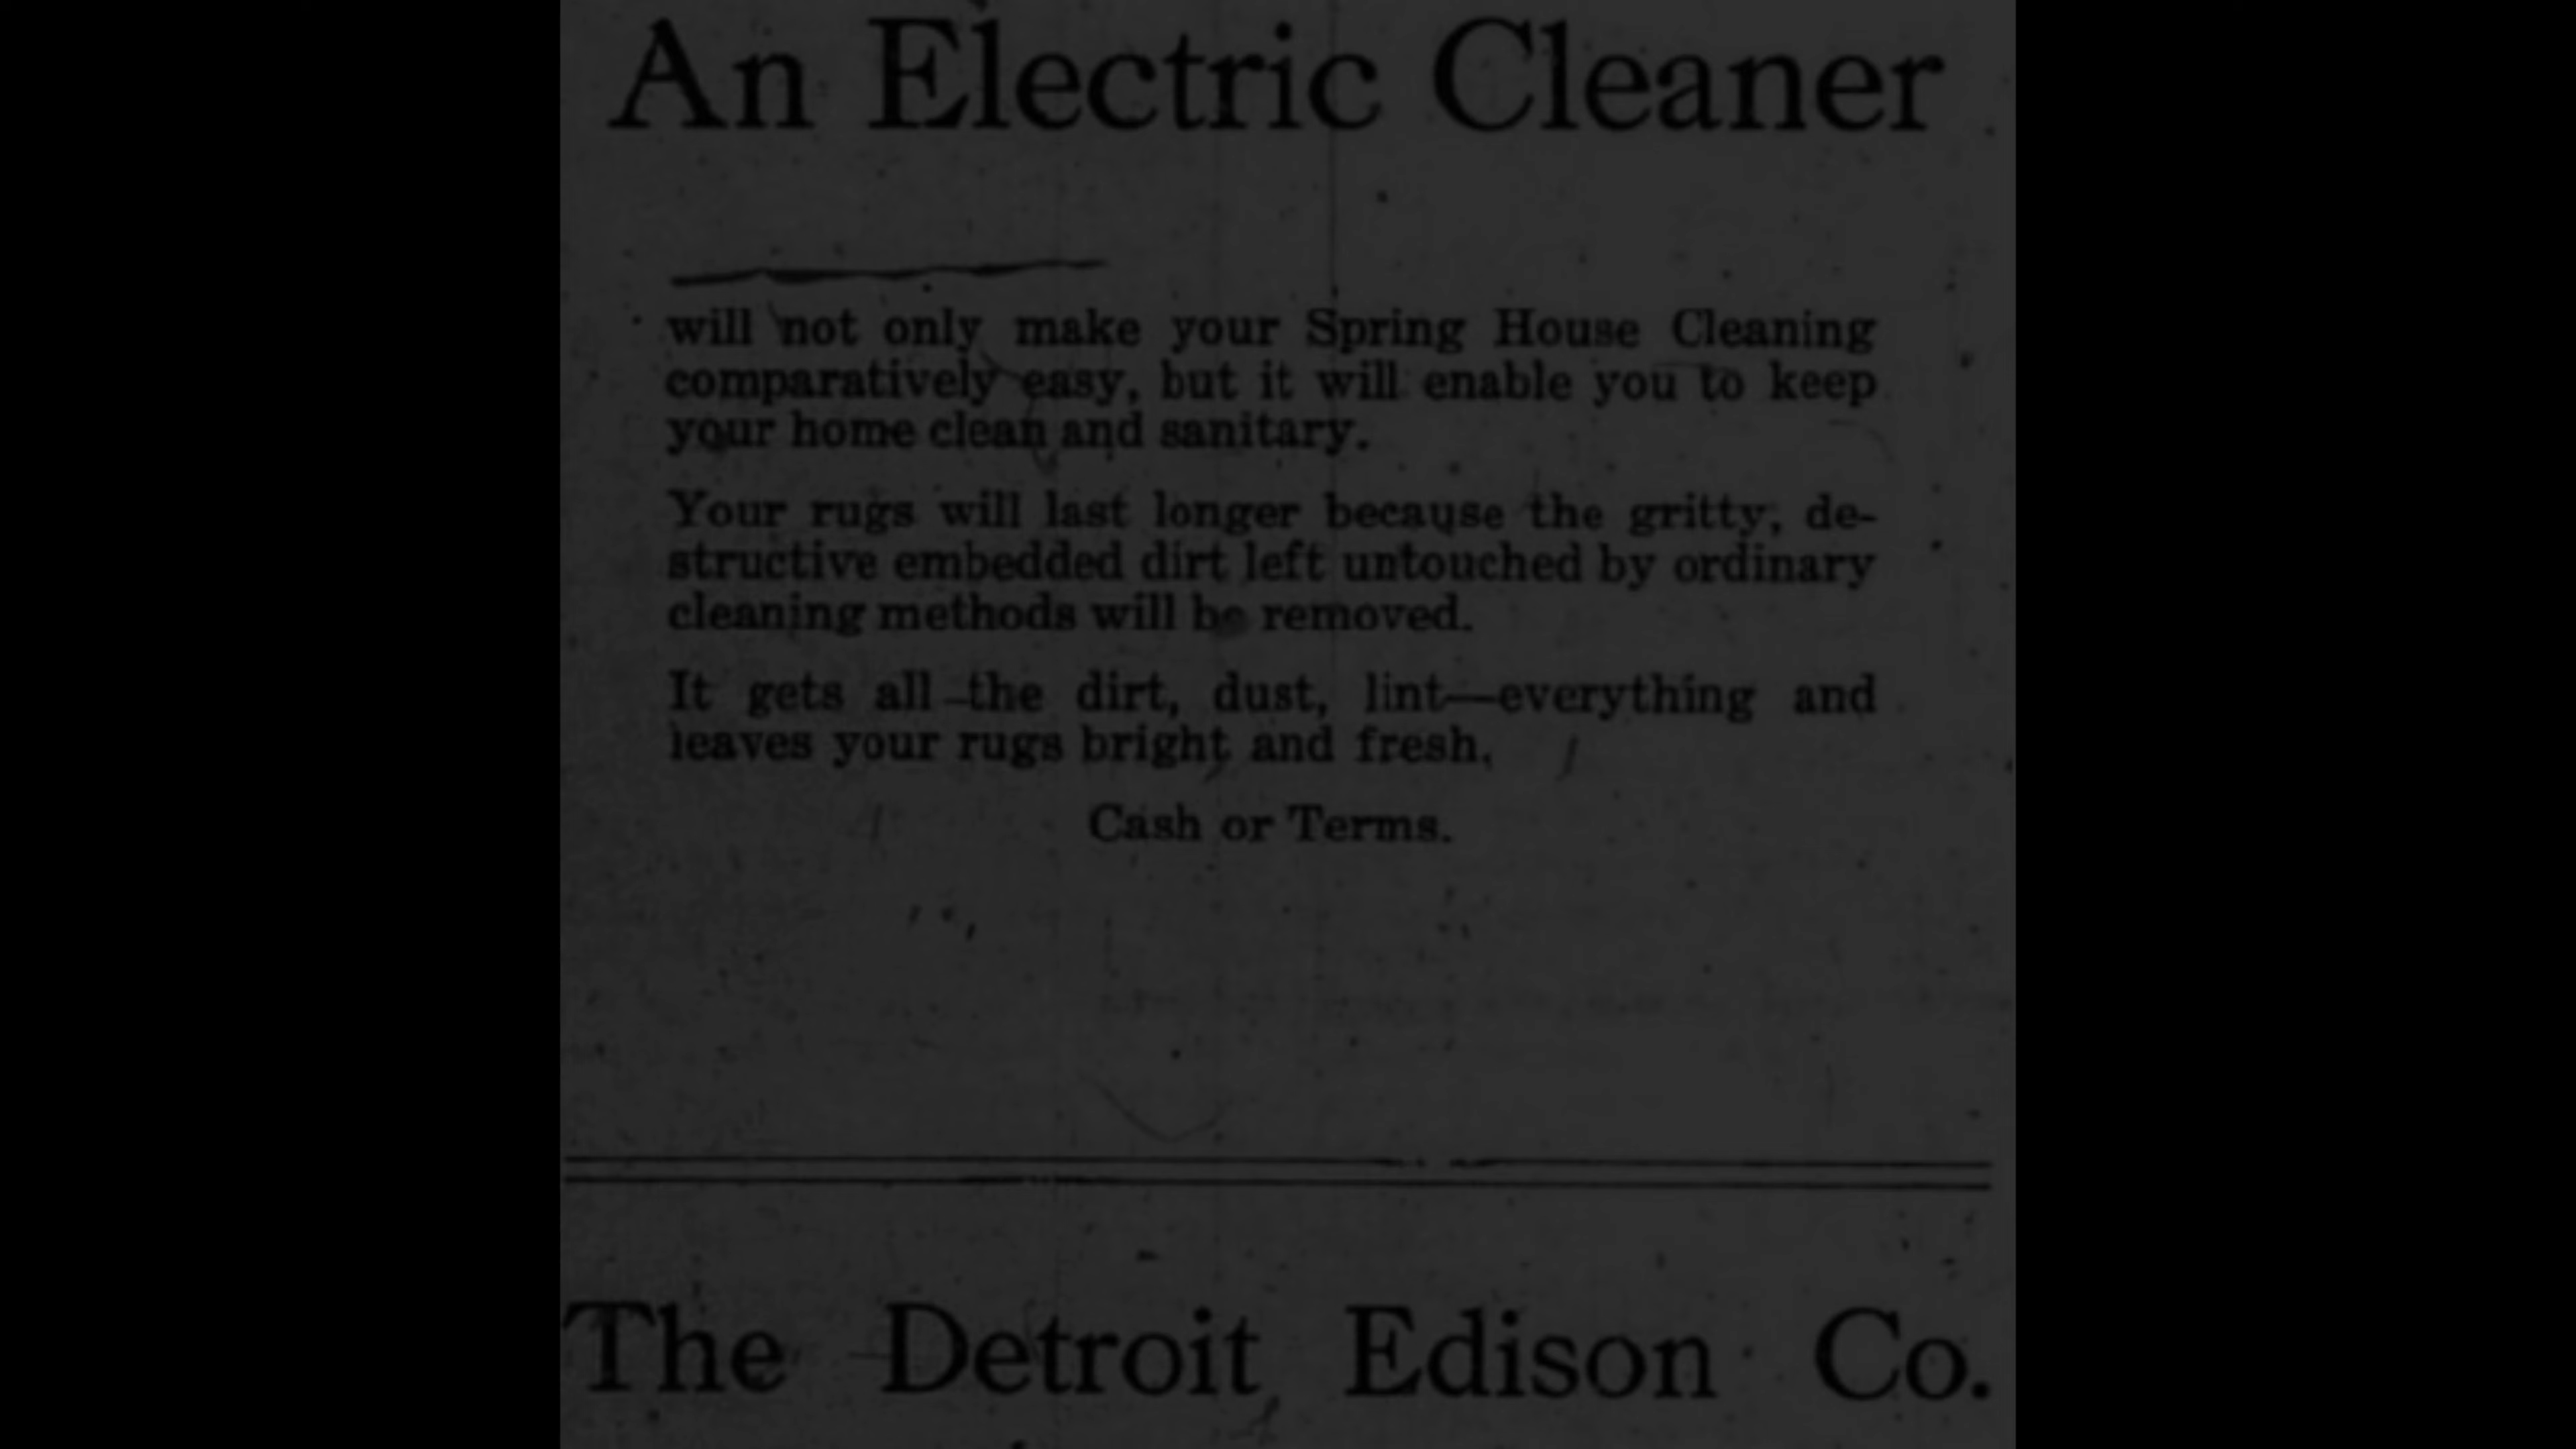 An Electric Cleaner
will not only make your Spring House Cleaning
comparatively easy, but it will enable you to keep
your home clean and sanitary.
Your rugs will last longer because the gritty, de-
structive embedded dirt left untouched by ordinary
cleaning methods will be removed.
It gets all the dirt, dust, lint—everything and
leaves your rugs bright and fresh.
Cash or Terms.
The Detroit Edison Co.